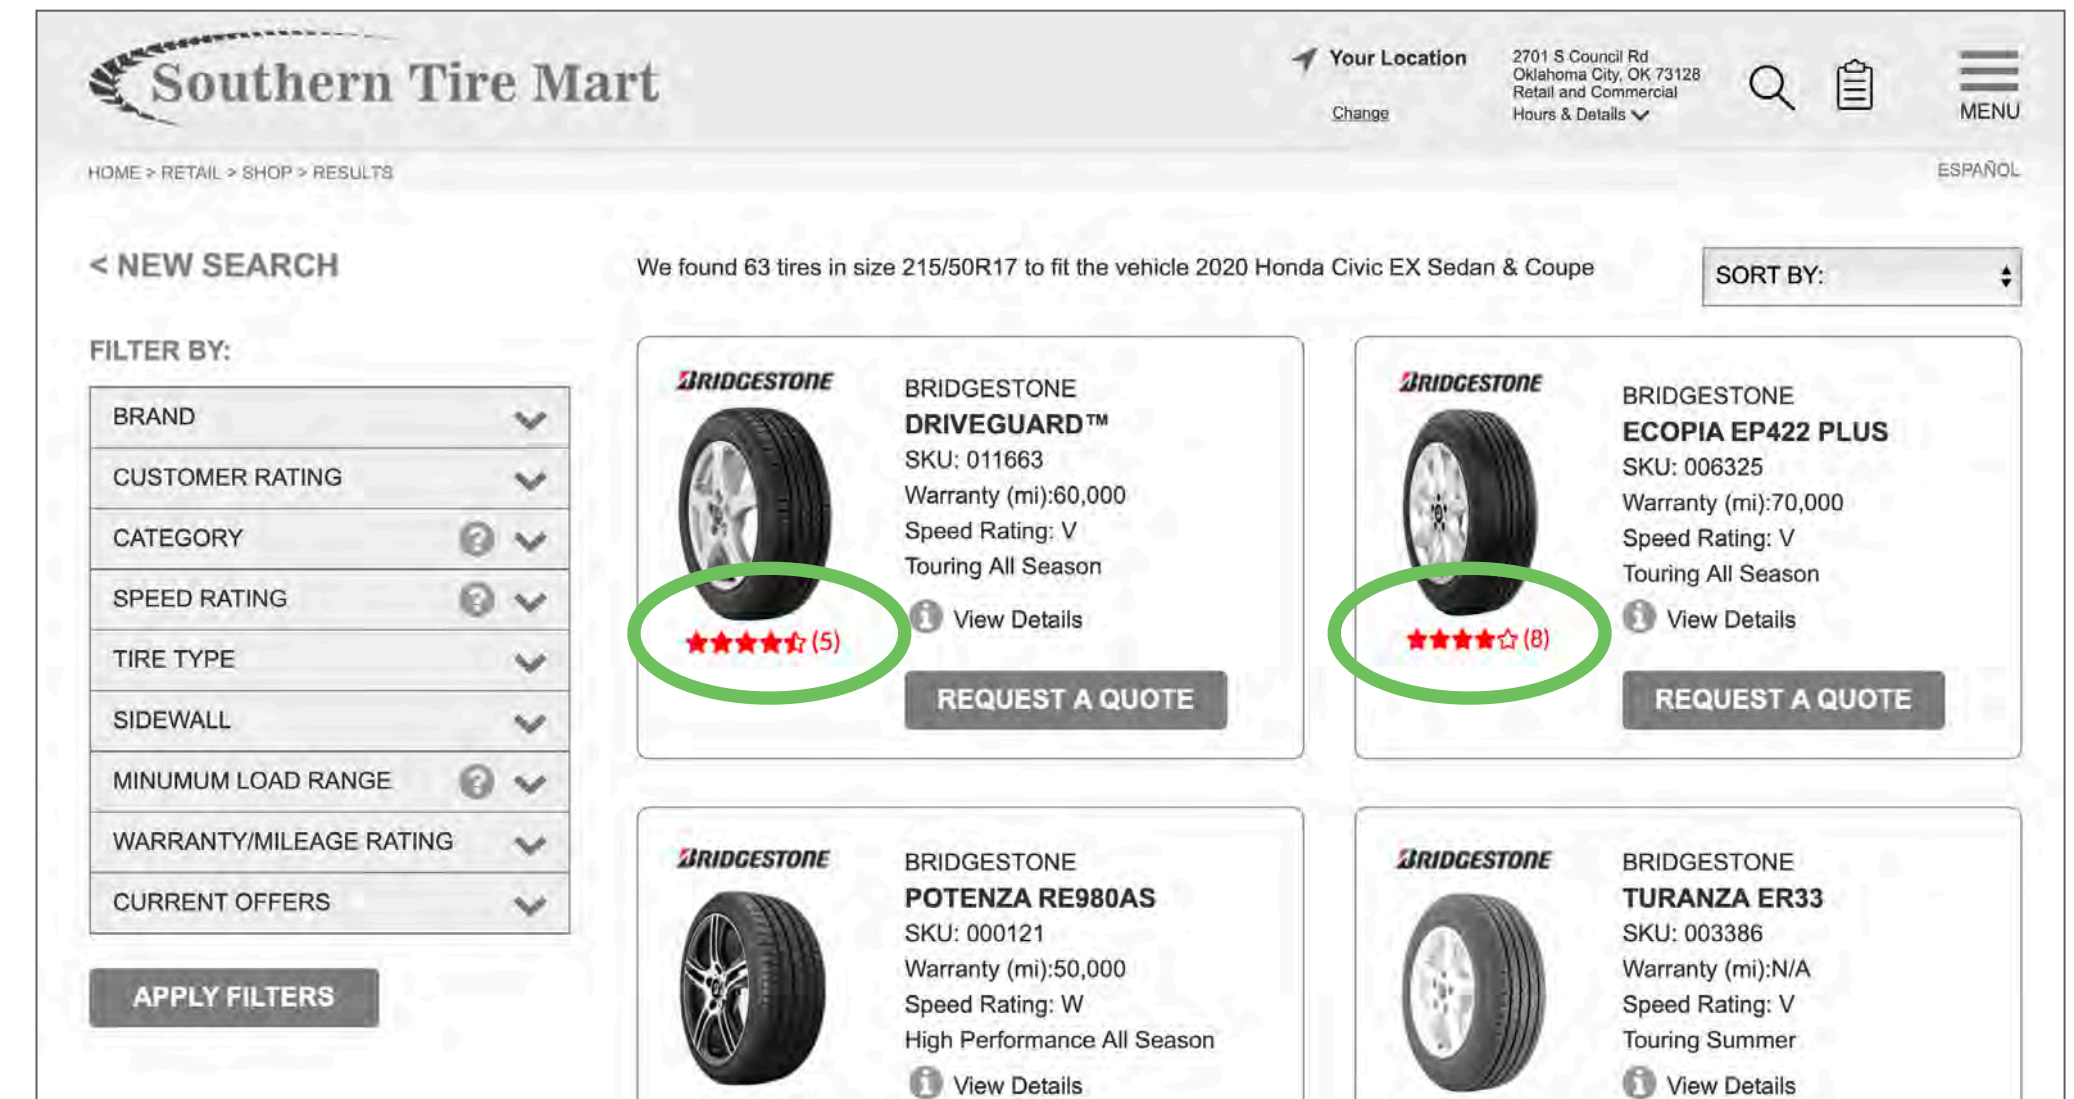 Southern Tire Mart
Your Location
Change
2701 S Council Rd
Oklahoma City, OK 73128
Retail and Commercial
Hours & Details
MENU
HOME > RETAIL > SHOP > RESULTS
ESPAÑOL
< NEW SEARCH
We found 63 tires in size 215/50R17 to fit the vehicle 2020 Honda Civic EX Sedan & Coupe
SORT BY:
FILTER BY:
BRAND
CUSTOMER RATING
CATEGORY ?
SPEED RATING ?
TIRE TYPE
SIDEWALL
MINUMUM LOAD RANGE ?
WARRANTY/MILEAGE RATING
CURRENT OFFERS
APPLY FILTERS
BRIDGESTONE
BRIDGESTONE
DRIVEGUARD™
SKU: 011663
Warranty (mi):60,000
Speed Rating: V
Touring All Season
View Details
(5)
REQUEST A QUOTE
BRIDGESTONE
BRIDGESTONE
ECOPIA EP422 PLUS
SKU: 006325
Warranty (mi):70,000
Speed Rating: V
Touring All Season
View Details
(8)
REQUEST A QUOTE
BRIDGESTONE
BRIDGESTONE
POTENZA RE980AS
SKU: 000121
Warranty (mi):50,000
Speed Rating: W
High Performance All Season
View Details
BRIDGESTONE
BRIDGESTONE
TURANZA ER33
SKU: 003386
Warranty (mi):N/A
Speed Rating: V
Touring Summer
View Details